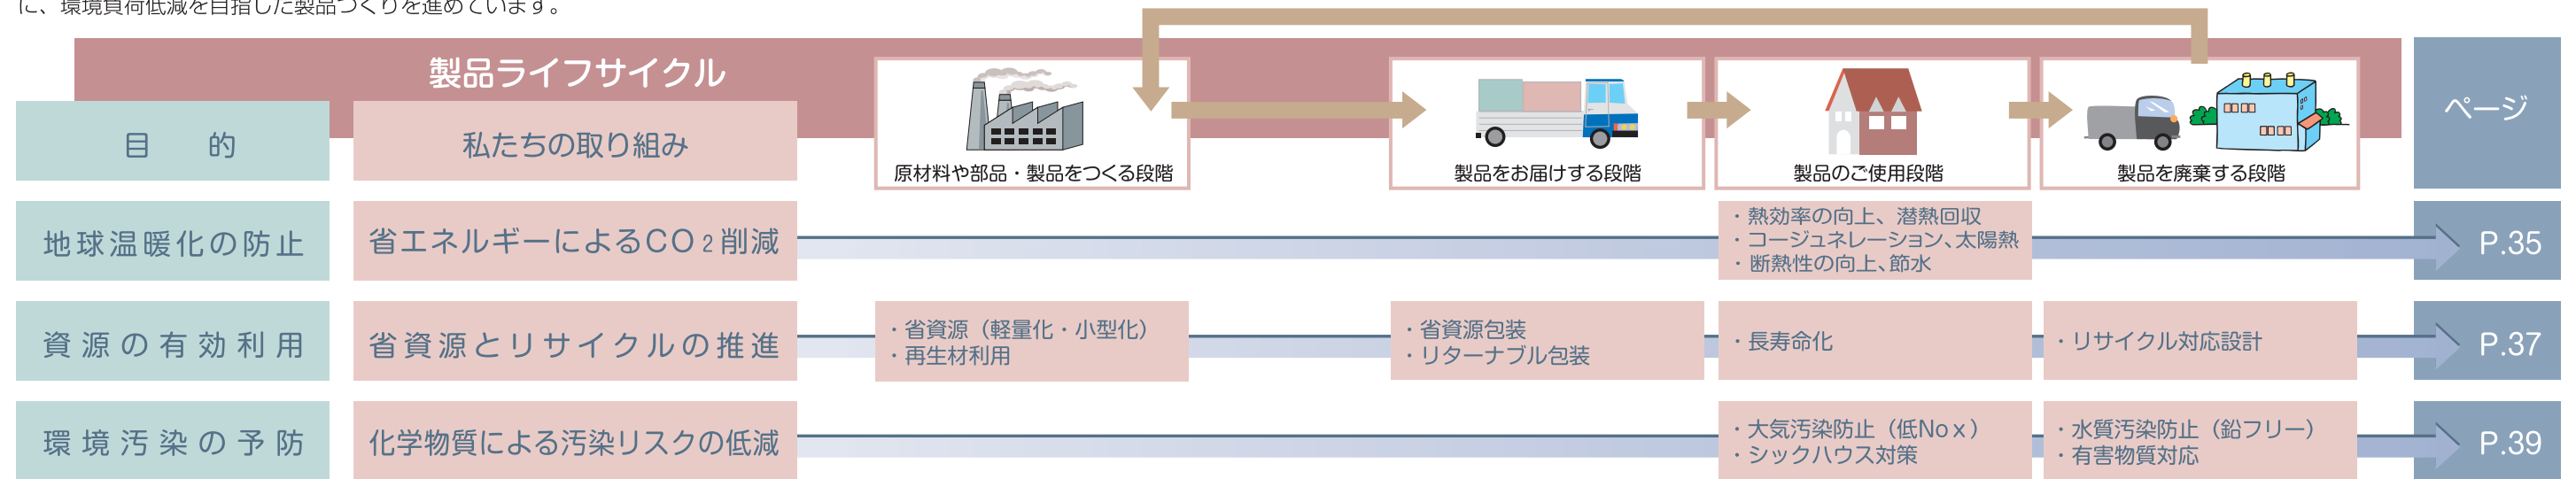 に、環境負荷低減を目指した製品づくりを進めています。
製品ライフサイクル
ページ
目　的
私たちの取り組み
原材料や部品・製品をつくる段階
製品をお届けする段階
製品のご使用段階
製品を廃棄する段階
地球温暖化の防止
省エネルギーによるCO2削減
・熱効率の向上、潜熱回収
・コージュネレーション、太陽熱
・断熱性の向上、節水
P.35
資源の有効利用
省資源とリサイクルの推進
・省資源（軽量化・小型化）
・再生材利用
・省資源包装
・リターナブル包装
・長寿命化
・リサイクル対応設計
P.37
環境汚染の予防
化学物質による汚染リスクの低減
・大気汚染防止（低Noｘ）
・シックハウス対策
・水質汚染防止（鉛フリー）
・有害物質対応
P.39